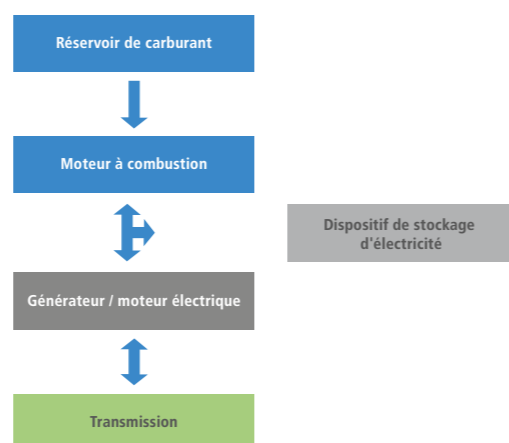 Réservoir de carburant
Moteur à combustion
Dispositif de stockage
d'électricité
Générateur / moteur électrique
Transmission